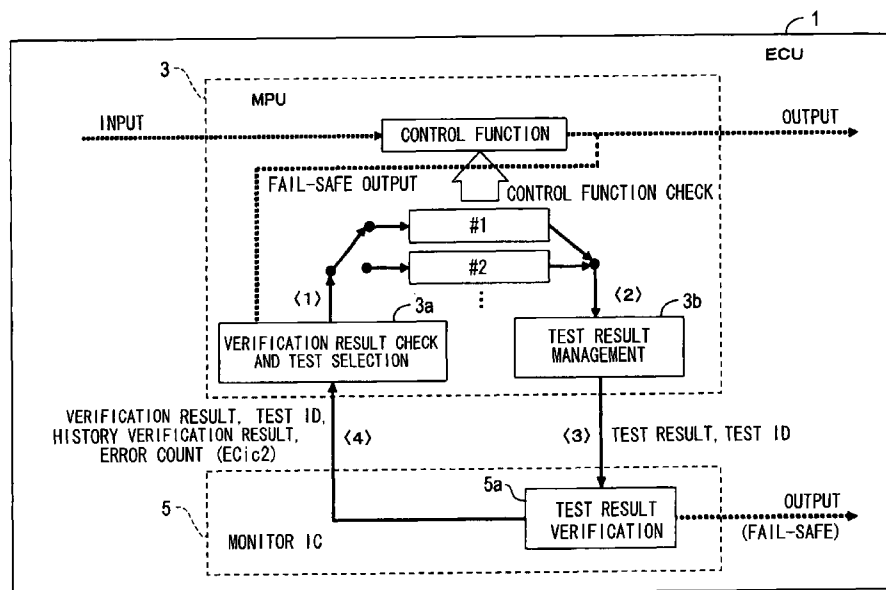 1
ECU
3
MPU
INPUT
CONTROL FUNCTION
OUTPUT
FAIL-SAFE OUTPUT
CONTROL FUNCTION CHECK
#1
#2
⟨1⟩
3a
⟨2⟩
3b
VERIFICATION RESULT CHECK
AND TEST SELECTION
TEST RESULT
MANAGEMENT
VERIFICATION RESULT, TEST ID,
HISTORY VERIFICATION RESULT,
ERROR COUNT (ECic2)
⟨4⟩
⟨3⟩
TEST RESULT, TEST ID
5
5a
MONITOR IC
TEST RESULT
VERIFICATION
OUTPUT
(FAIL-SAFE)